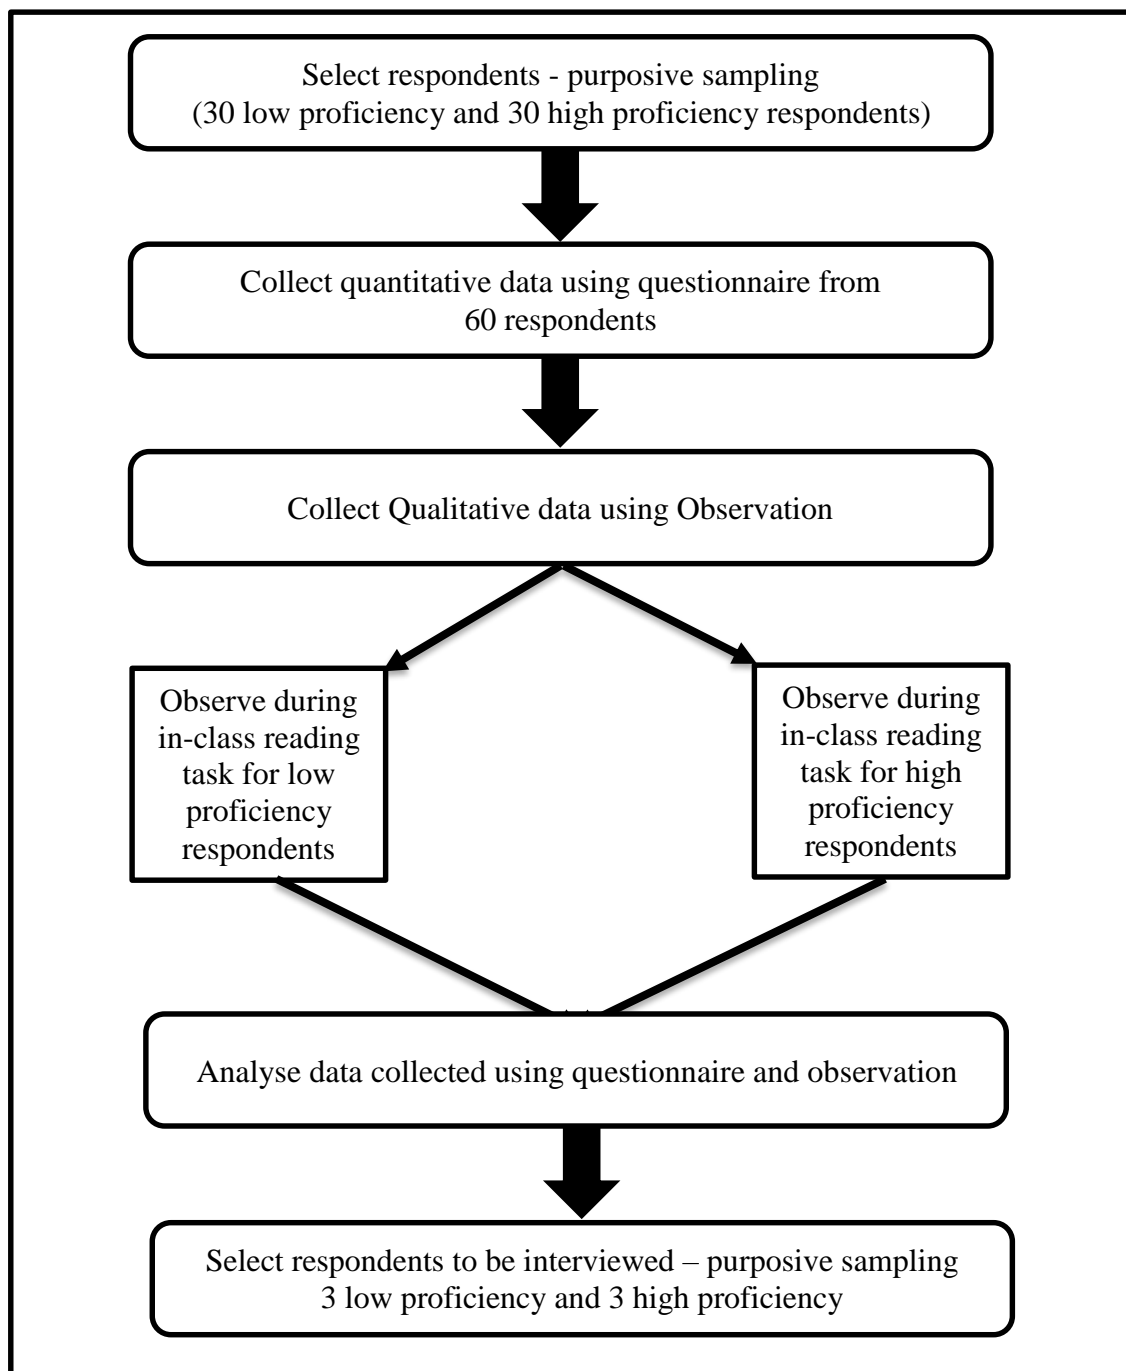 Select respondents - purposive sampling
(30 low proficiency and 30 high proficiency respondents)
Collect quantitative data using questionnaire from
60 respondents
Collect Qualitative data using Observation
Observe during
in-class reading
task for low
proficiency
respondents
Observe during
in-class reading
task for high
proficiency
respondents
Analyse data collected using questionnaire and observation
Select respondents to be interviewed – purposive sampling
3 low proficiency and 3 high proficiency